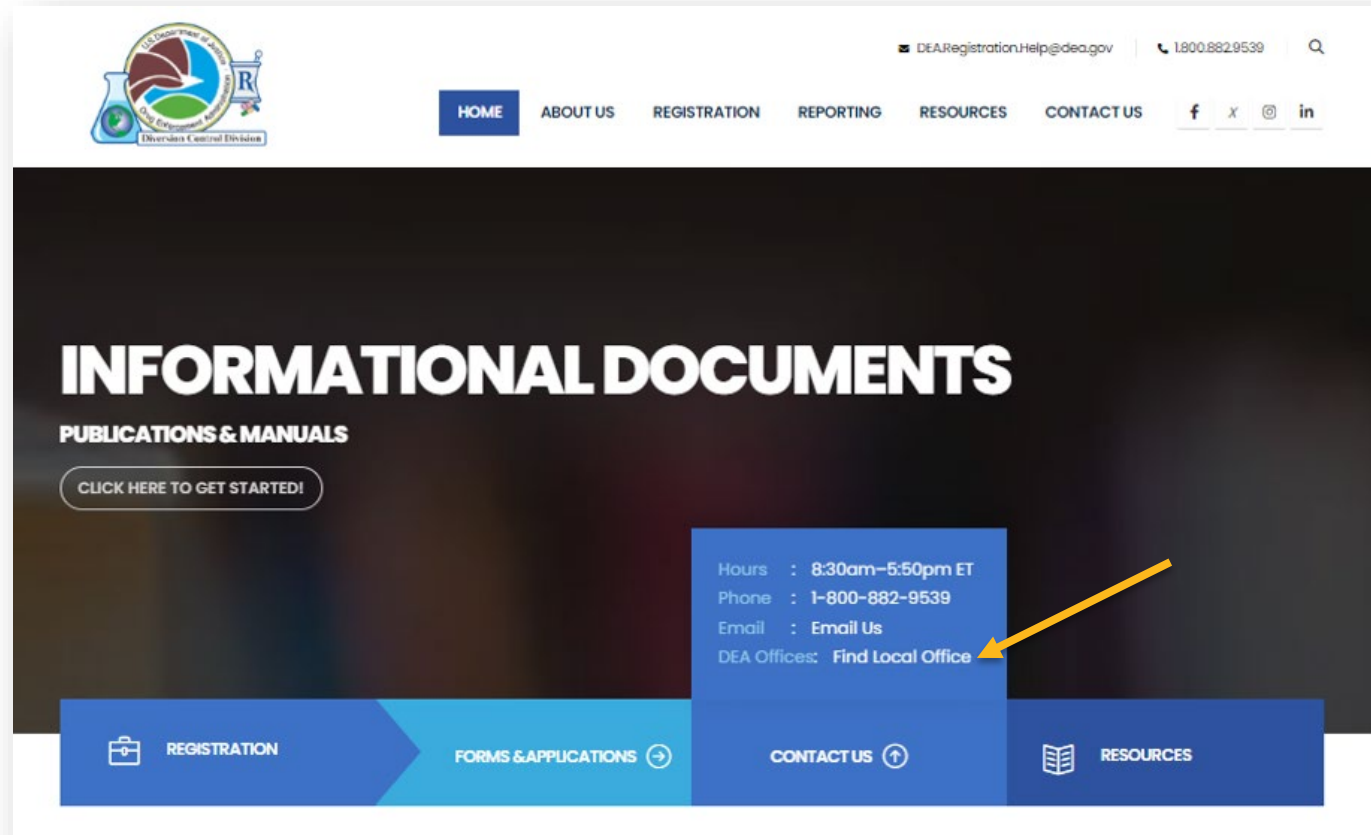 U.S. Department of Justice
Drug Enforcement Administration
R
Diversion Control Division
DEA.Registration.Help@dea.gov
1.800.882.9539
HOME
ABOUT US
REGISTRATION
REPORTING
RESOURCES
CONTACT US
f
X
in
INFORMATIONAL DOCUMENTS
PUBLICATIONS & MANUALS
CLICK HERE TO GET STARTED!
Hours : 8:30am–5:50pm ET
Phone : 1-800-882-9539
Email : Email Us
DEA Offices: Find Local Office
REGISTRATION
FORMS & APPLICATIONS
CONTACT US
RESOURCES